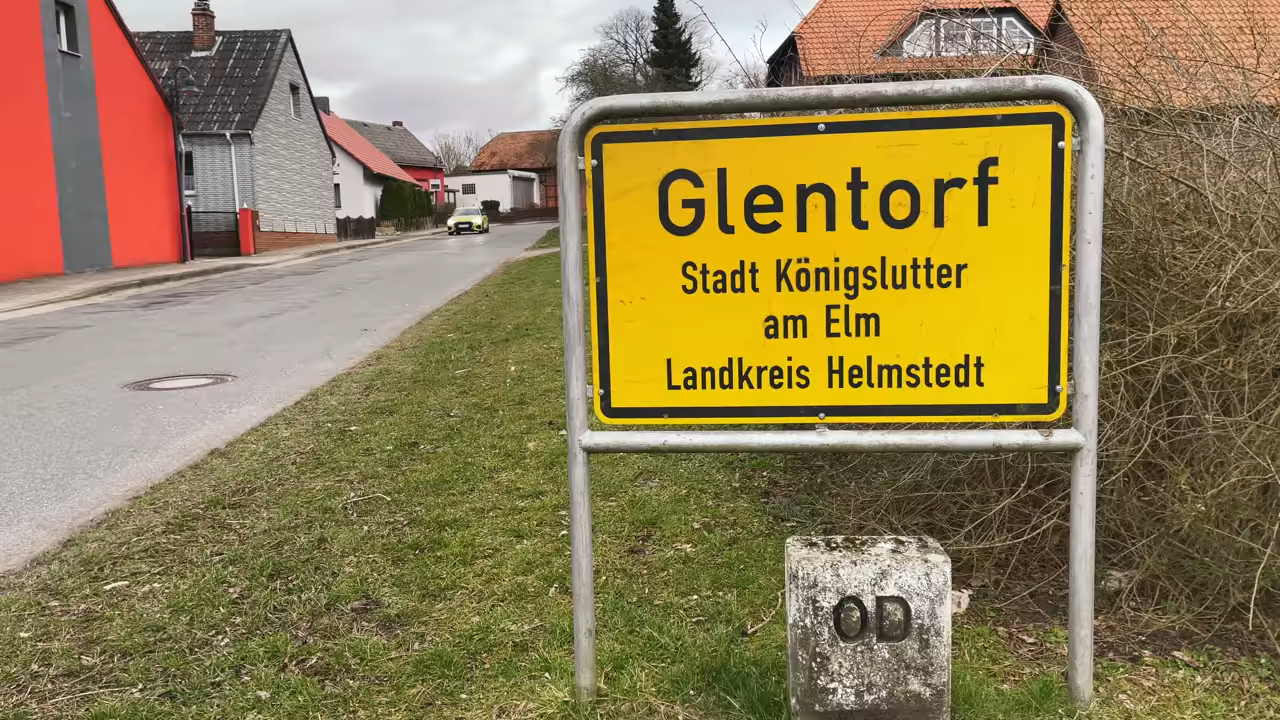 Glentorf
Stadt Königslutter
am Elm
Landkreis Helmstedt
OD